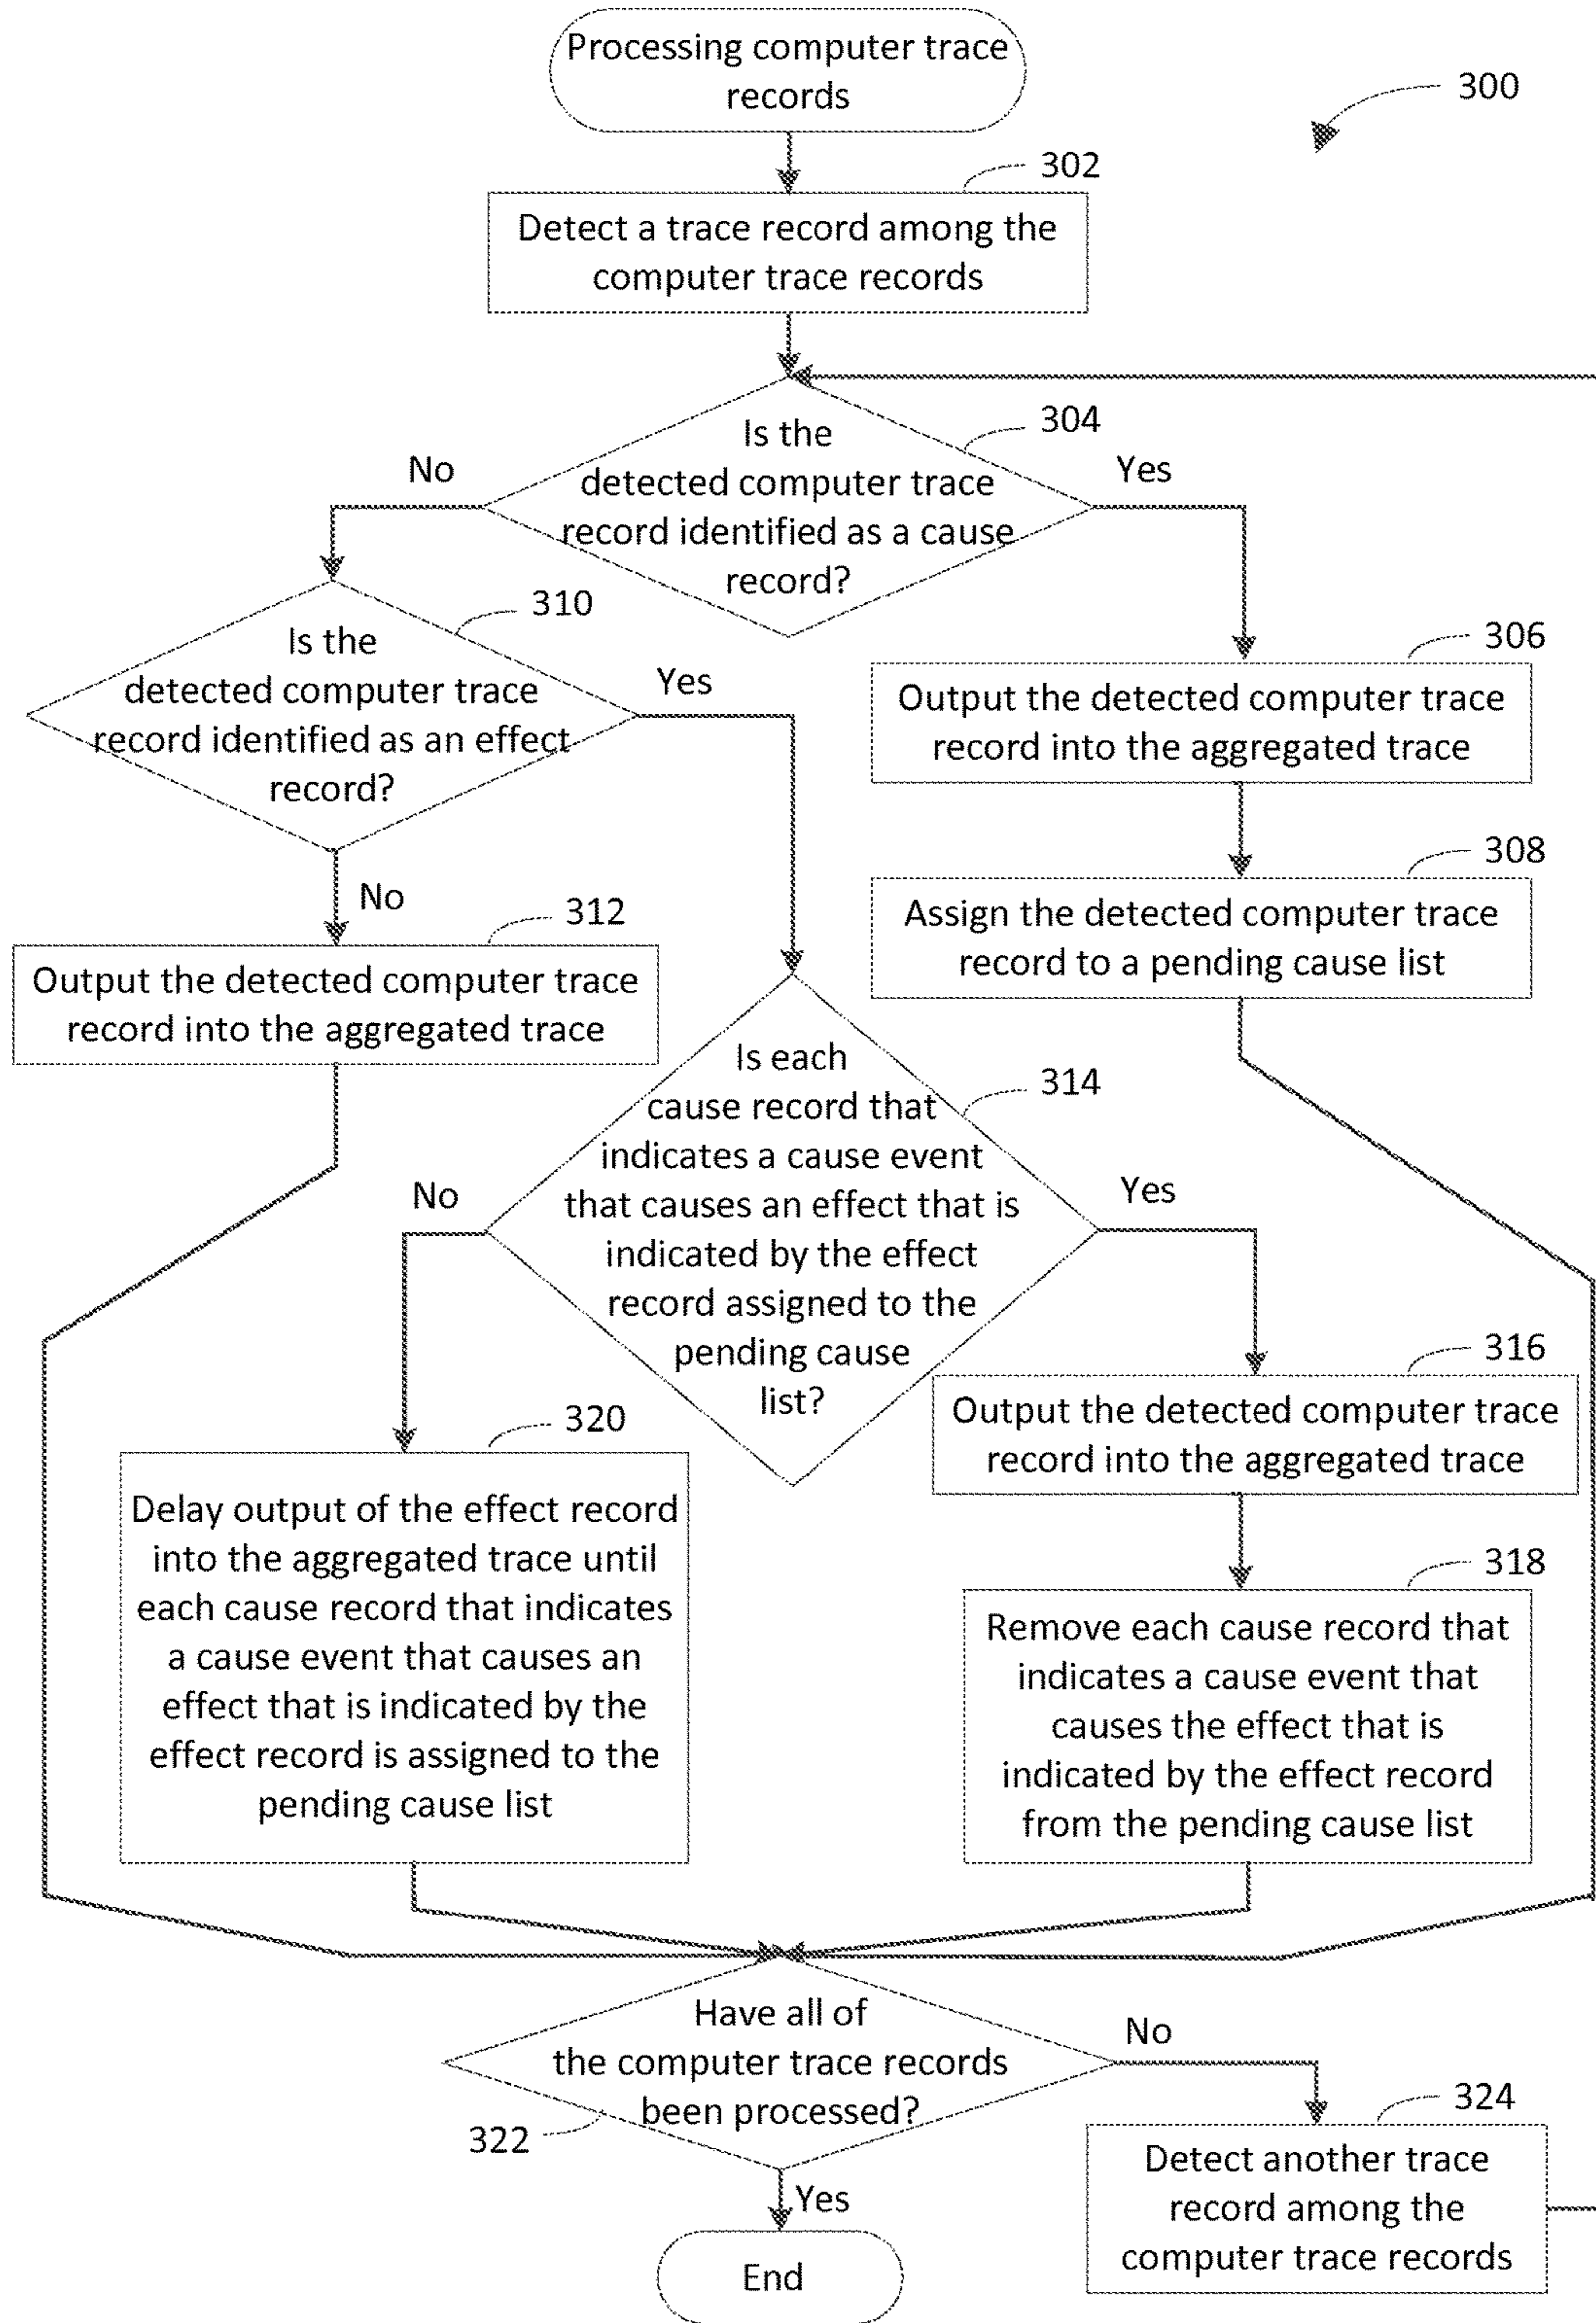 Processing computer trace
records
300
302
Detect a trace record among the
computer trace records
304
Is the
detected computer trace
record identified as a cause
record?
No
Yes
310
Is the
detected computer trace
record identified as an effect
record?
Yes
No
306
Output the detected computer trace
record into the aggregated trace
308
Assign the detected computer trace
record to a pending cause list
312
Output the detected computer trace
record into the aggregated trace
314
Is each
cause record that
indicates a cause event
that causes an effect that is
indicated by the effect
record assigned to the
pending cause
list?
No
Yes
316
Output the detected computer trace
record into the aggregated trace
318
Remove each cause record that
indicates a cause event that
causes the effect that is
indicated by the effect record
from the pending cause list
320
Delay output of the effect record
into the aggregated trace until
each cause record that indicates
a cause event that causes an
effect that is indicated by the
effect record is assigned to the
pending cause list
Have all of
the computer trace records
been processed?
322
No
Yes
324
Detect another trace
record among the
computer trace records
End